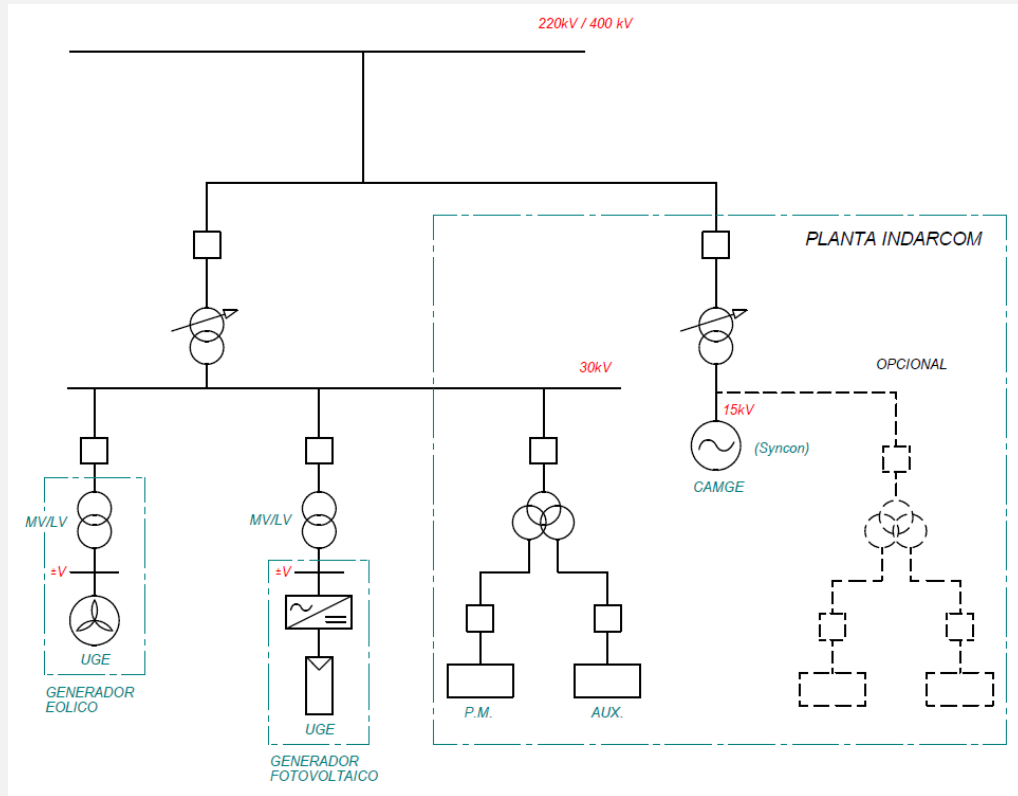 220kV / 400 kV
PLANTA INDARCOM
30kV
OPCIONAL
15kV
(Syncon)
CAMGE
MV/LV
MV/LV
±V
±V
UGE
GENERADOR
EOLICO
UGE
GENERADOR
FOTOVOLTAICO
P.M.
AUX.